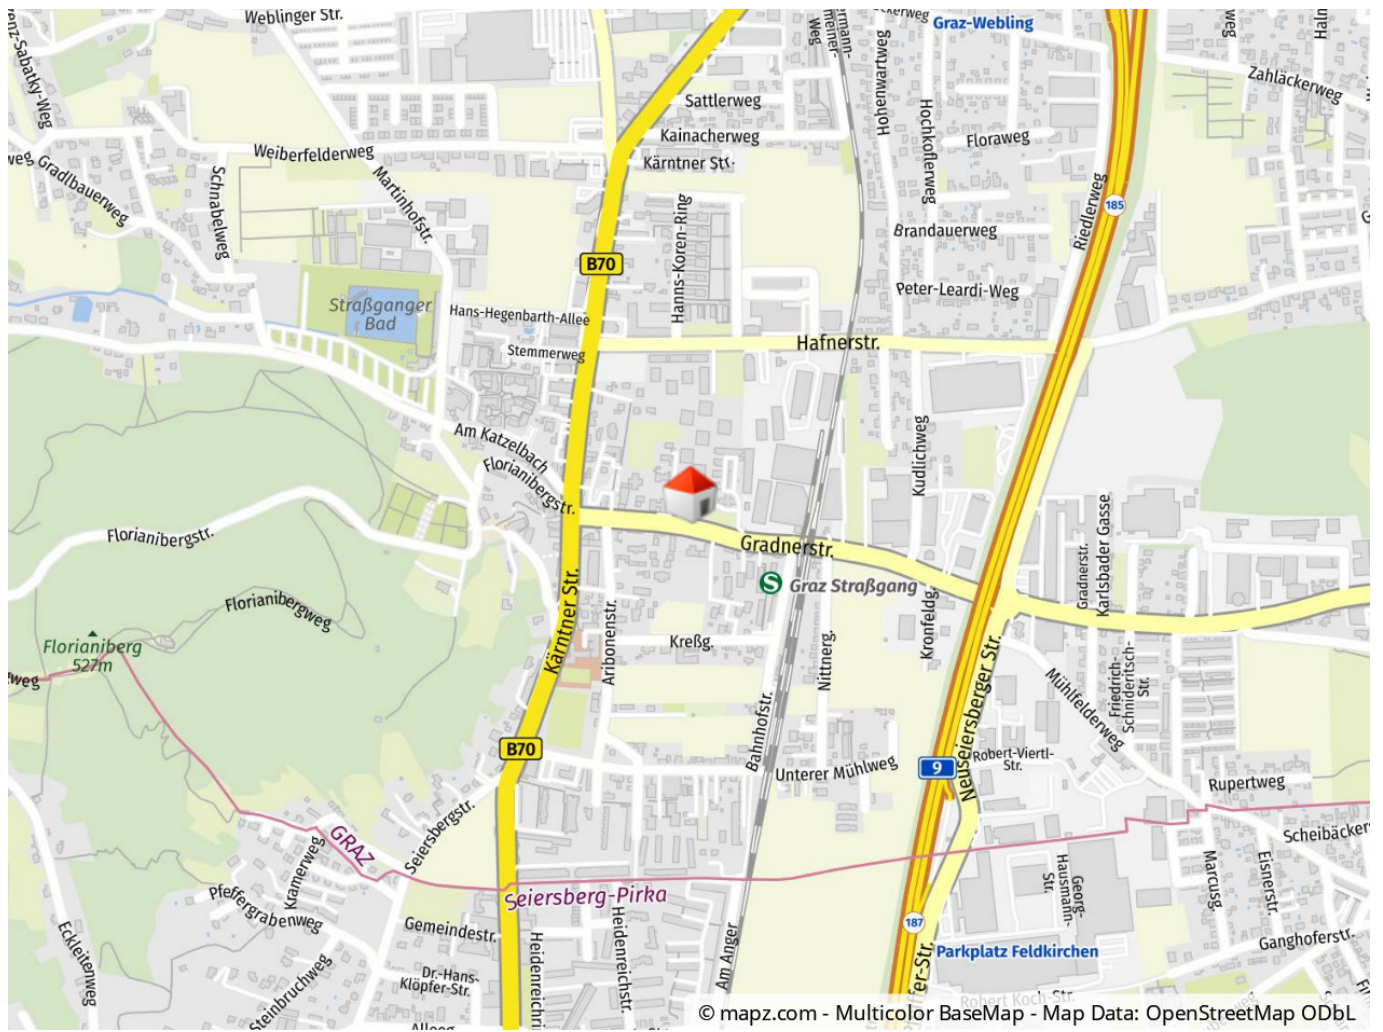 Weblinger Str.
Graz-Webling
Zahläckerweg
Sattlerweg
Kainacherweg
Kärntner Str.
Hohenwartweg
Hochkoflerweg
Floraweg
Weiberfelderweg
Gradlbauerweg
Schnabelweg
Martinhofstr.
Riedlerweg
185
Brandauerweg
Hanns-Koren-Ring
B70
Peter-Leardi-Weg
Straßganger
Bad
Hans-Hegenbarth-Allee
Stemmerweg
Hafnerstr.
Am Katzelbach
Florianibergstr.
Kudlichweg
Florianibergstr.
Gradnerstr.
Gradnerstr.
Karlsbader Gasse
S
Graz Straßgang
Florianibergweg
Florianiberg
527m
Kärntner Str.
Aribonenstr.
Kreßg.
Nittnerg.
Kronfeldg.
Neuseiersberger Str.
Mühlfelderweg
Friedrich-
Schnideritsch-
Str.
Bahnhofstr.
B70
Unterer Mühlweg
9
Robert-Viertl-
Str.
Rupertweg
Scheibäcker
GRAZ
Seiersbergstr.
Kramerweg
Pfeffergrabenweg
Seiersberg-Pirka
Georg-
Hausmann-
Str.
Marcusg.
Eisnerstr.
Gemeindestr.
Heidenreichstr.
Am Anger
187
Parkplatz Feldkirchen
Ganghoferstr.
Eckleitenweg
Steinbruchweg
Dr.-Hans-
Klöpfer-Str.
Robert Koch-Str.
© mapz.com - Multicolor BaseMap - Map Data: OpenStreetMap ODbL